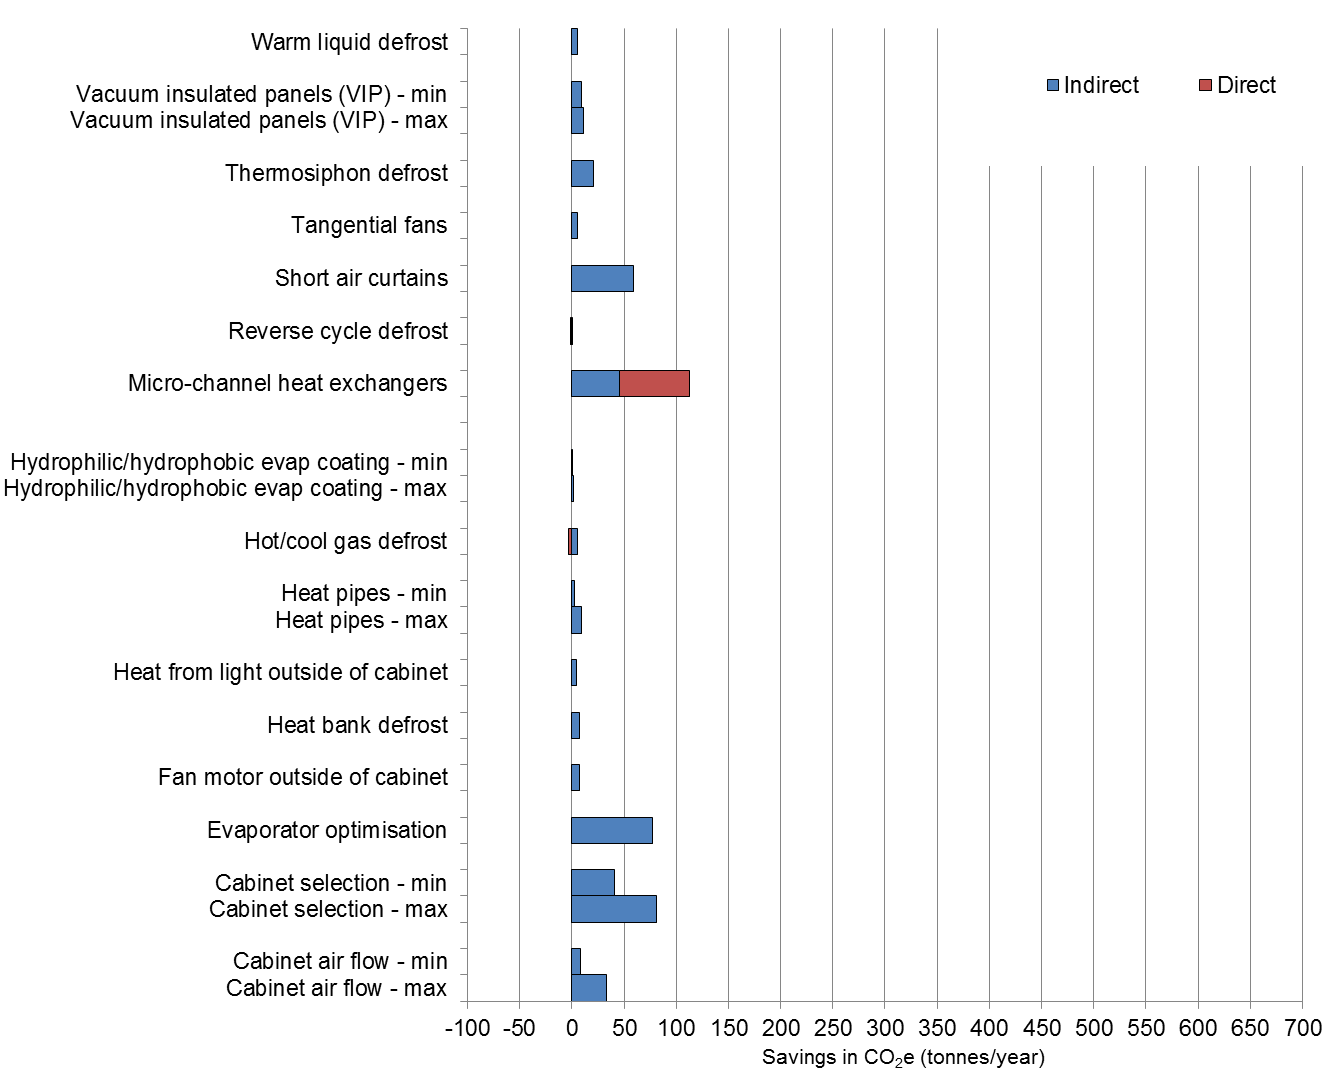 Warm liquid defrost
Vacuum insulated panels (VIP) - min
Vacuum insulated panels (VIP) - max
Thermosiphon defrost
Tangential fans
Short air curtains
Reverse cycle defrost
Micro-channel heat exchangers
Hydrophilic/hydrophobic evap coating - min
Hydrophilic/hydrophobic evap coating - max
Hot/cool gas defrost
Heat pipes - min
Heat pipes - max
Heat from light outside of cabinet
Heat bank defrost
Fan motor outside of cabinet
Evaporator optimisation
Cabinet selection - min
Cabinet selection - max
Cabinet air flow - min
Cabinet air flow - max
Indirect Direct
-100 -50 0 50 100 150 200 250 300 350 400 450 500 550 600 650 700
Savings in CO₂e (tonnes/year)